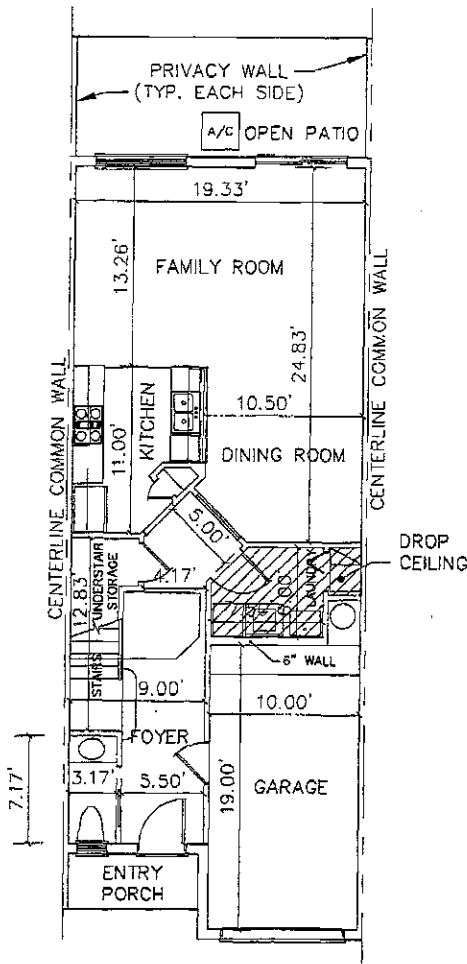 PRIVACY WALL
(TYP. EACH SIDE)
A/C
OPEN PATIO
19.33'
FAMILY ROOM
13.26'
24.83'
CENTERLINE COMMON WALL
CENTERLINE COMMON WALL
KITCHEN
10.50'
11.00'
DINING ROOM
5.00'
DROP
CEILING
UNDERSTAIR
STORAGE
4.17'
LAUNDRY
6.00
12.83
6" WALL
STAIRS
9.00'
10.00'
FOYER
7.17'
3.17'
5.50'
19.00'
GARAGE
ENTRY
PORCH